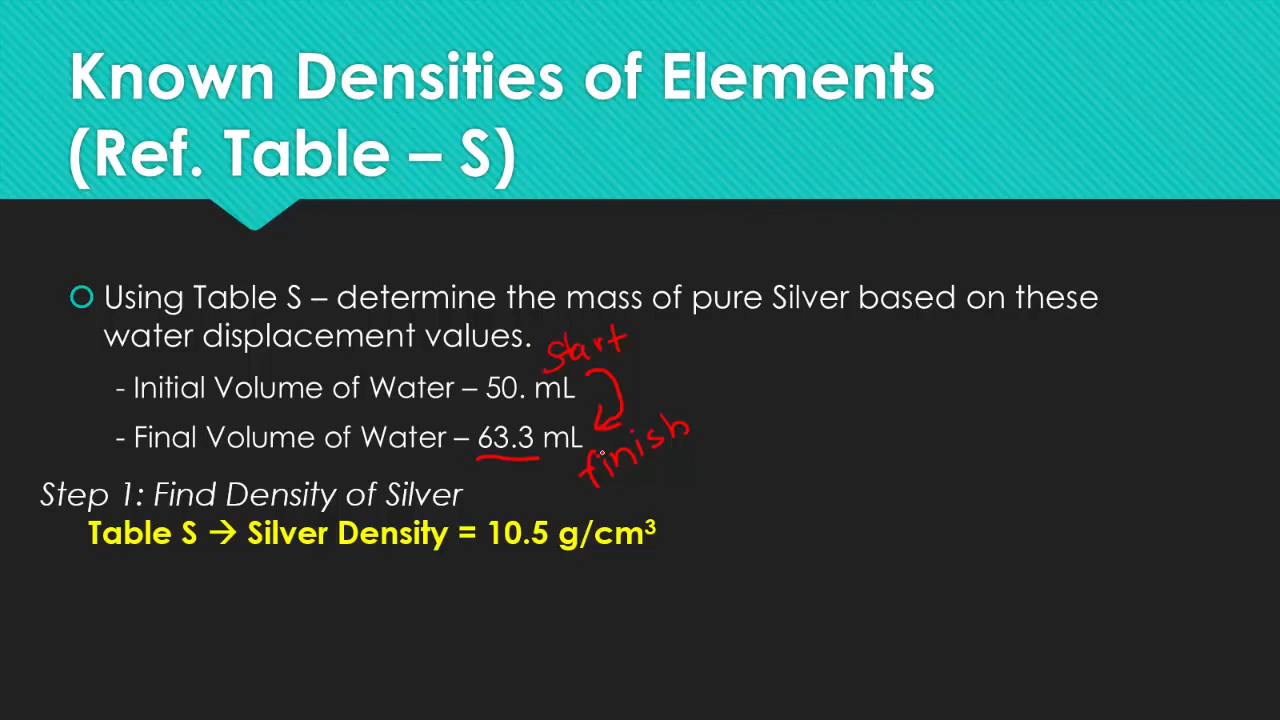 Known Densities of Elements
(Ref. Table – S)
Using Table S – determine the mass of pure Silver based on these
water displacement values.
start
- Initial Volume of Water – 50. mL
- Final Volume of Water – 63.3 mL
finish
Step 1: Find Density of Silver
Table S → Silver Density = 10.5 g/cm³